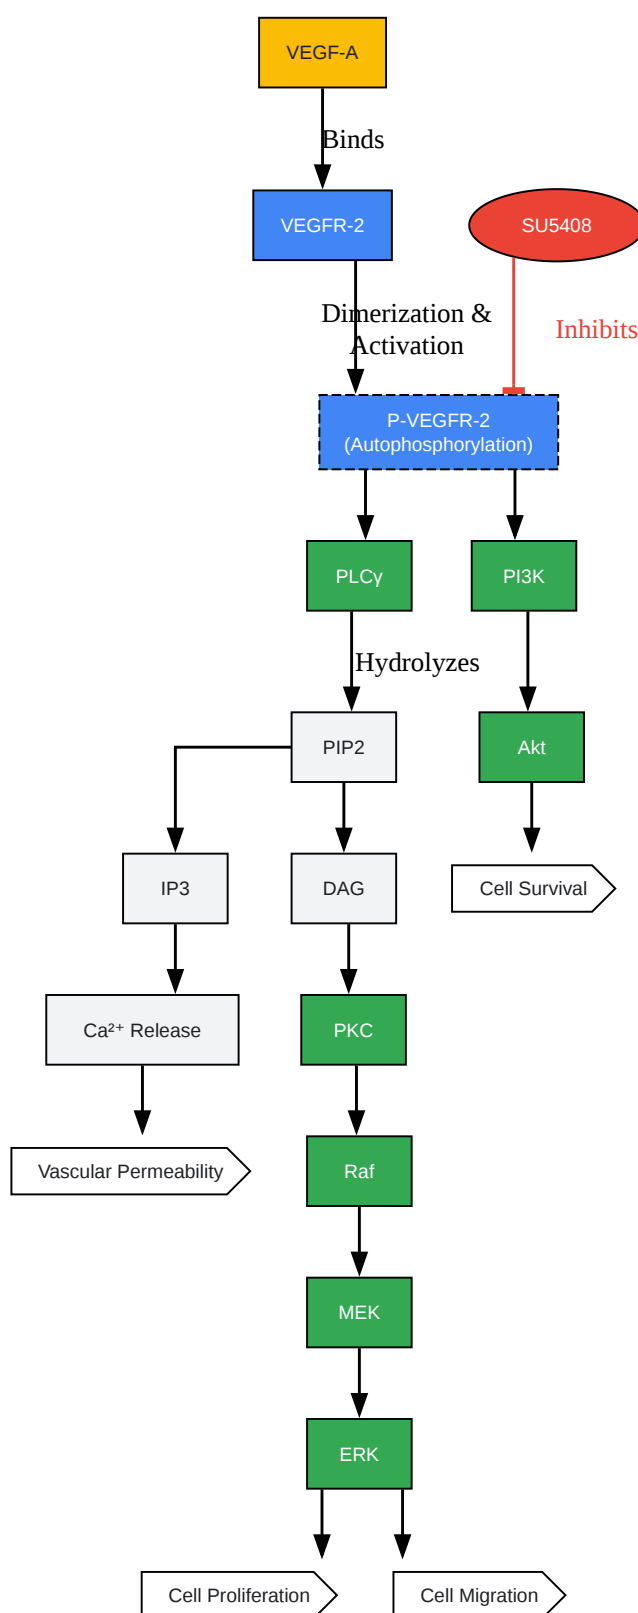 VEGF-A
Binds
VEGFR-2
SU5408
Dimerization &
Activation
Inhibits
P-VEGFR-2
(Autophosphorylation)
PLCγ
PI3K
Hydrolyzes
PIP2
Akt
IP3
DAG
Cell Survival
Ca²⁺ Release
PKC
Vascular Permeability
Raf
MEK
ERK
Cell Proliferation
Cell Migration